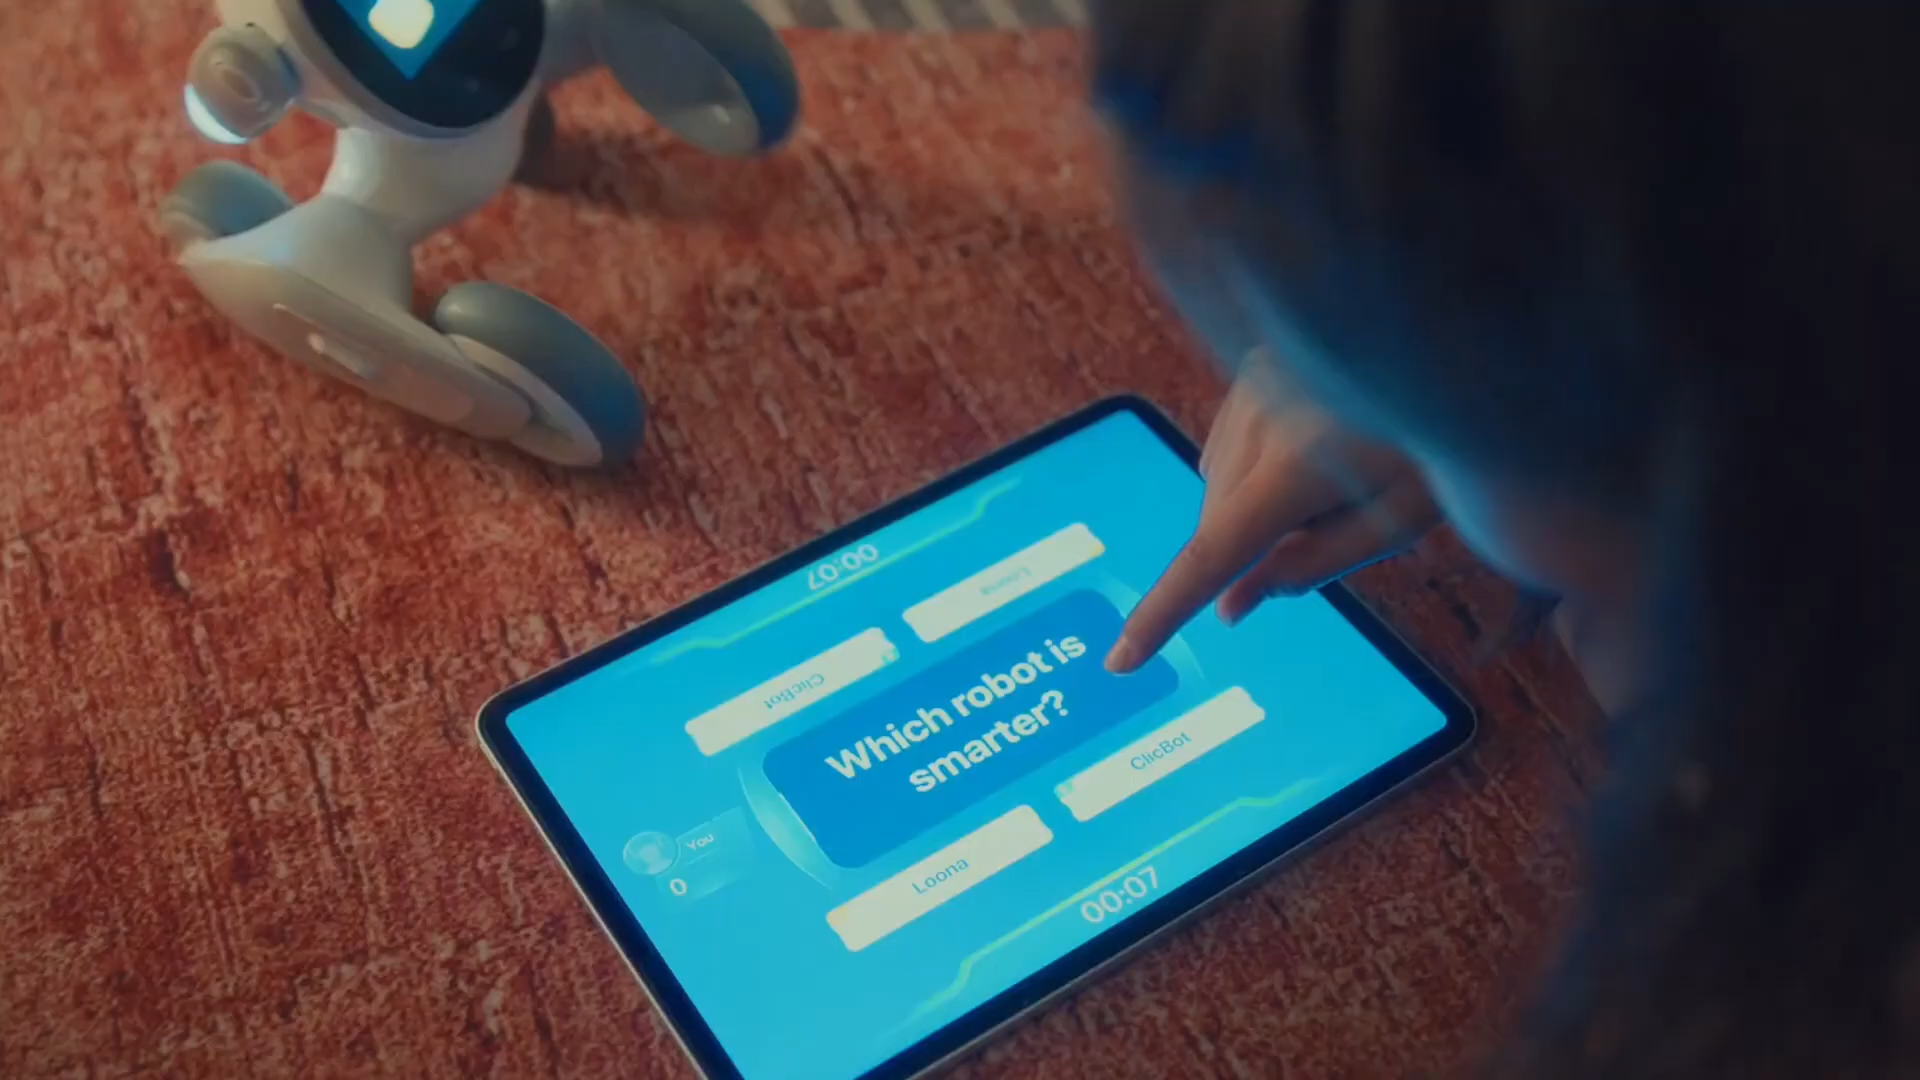 00:07
Loona
ClicBot
Which robot is
smarter?
ClicBot
Loona
You
0
00:07